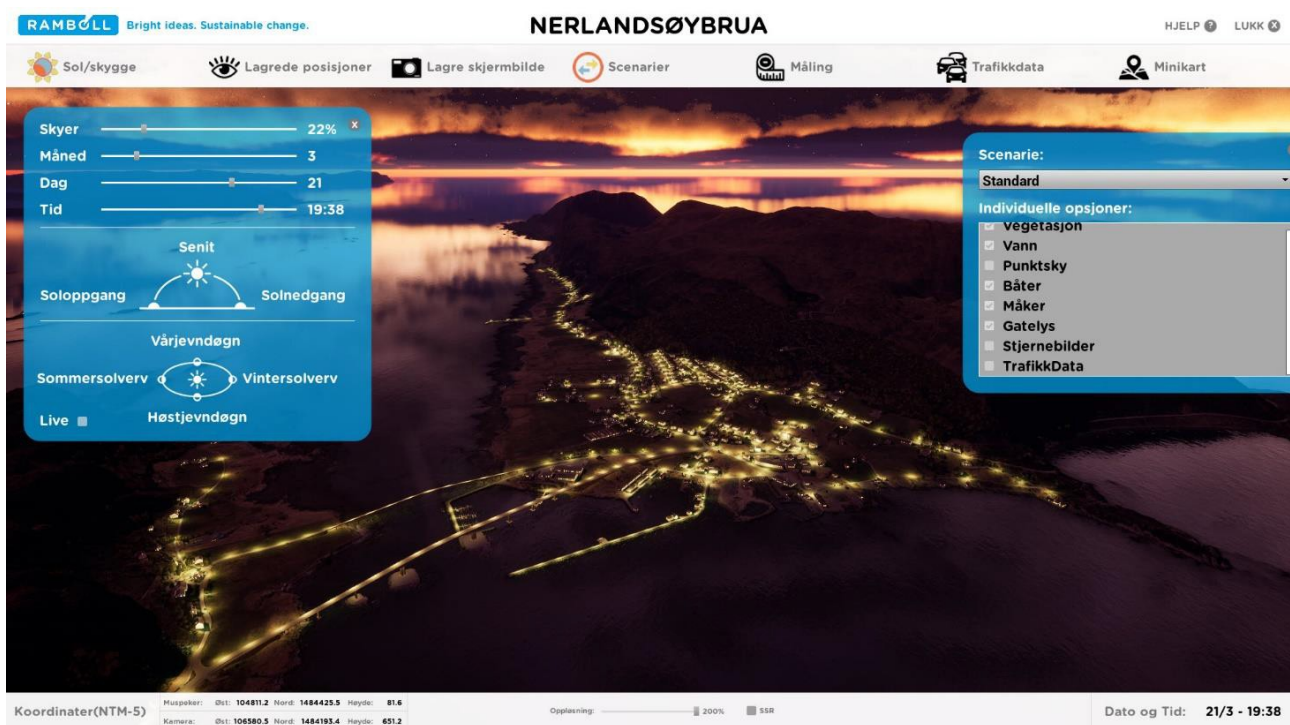 RAMBOLL Bright ideas. Sustainable change.
NERLANDSØYBRUA
HJELP ? LUKK X
Sol/skygge
Lagrede posisjoner
Lagre skjermbilde
Scenarier
Måling
Trafikkdata
Minikart
Skyer 22% X
Måned 3
Dag 21
Tid 19:38
Senit
Soloppgang Solnedgang
Vårjevndøgn
Sommersolverv Vintersolverv
Høstjevndøgn
Live
Scenarie:
Standard
Individuelle opsjoner:
Vegetasjon
Vann
Punktsky
Båter
Måker
Gatelys
Stjernebilder
TrafikkData
Koordinater(NTM-5)
Muspeker: Øst: 104811.2 Nord: 1484425.5 Høyde: 81.6
Kamera: Øst: 106580.5 Nord: 1484193.4 Høyde: 651.2
Oppløsning: 200% SSR
Dato og Tid: 21/3 - 19:38